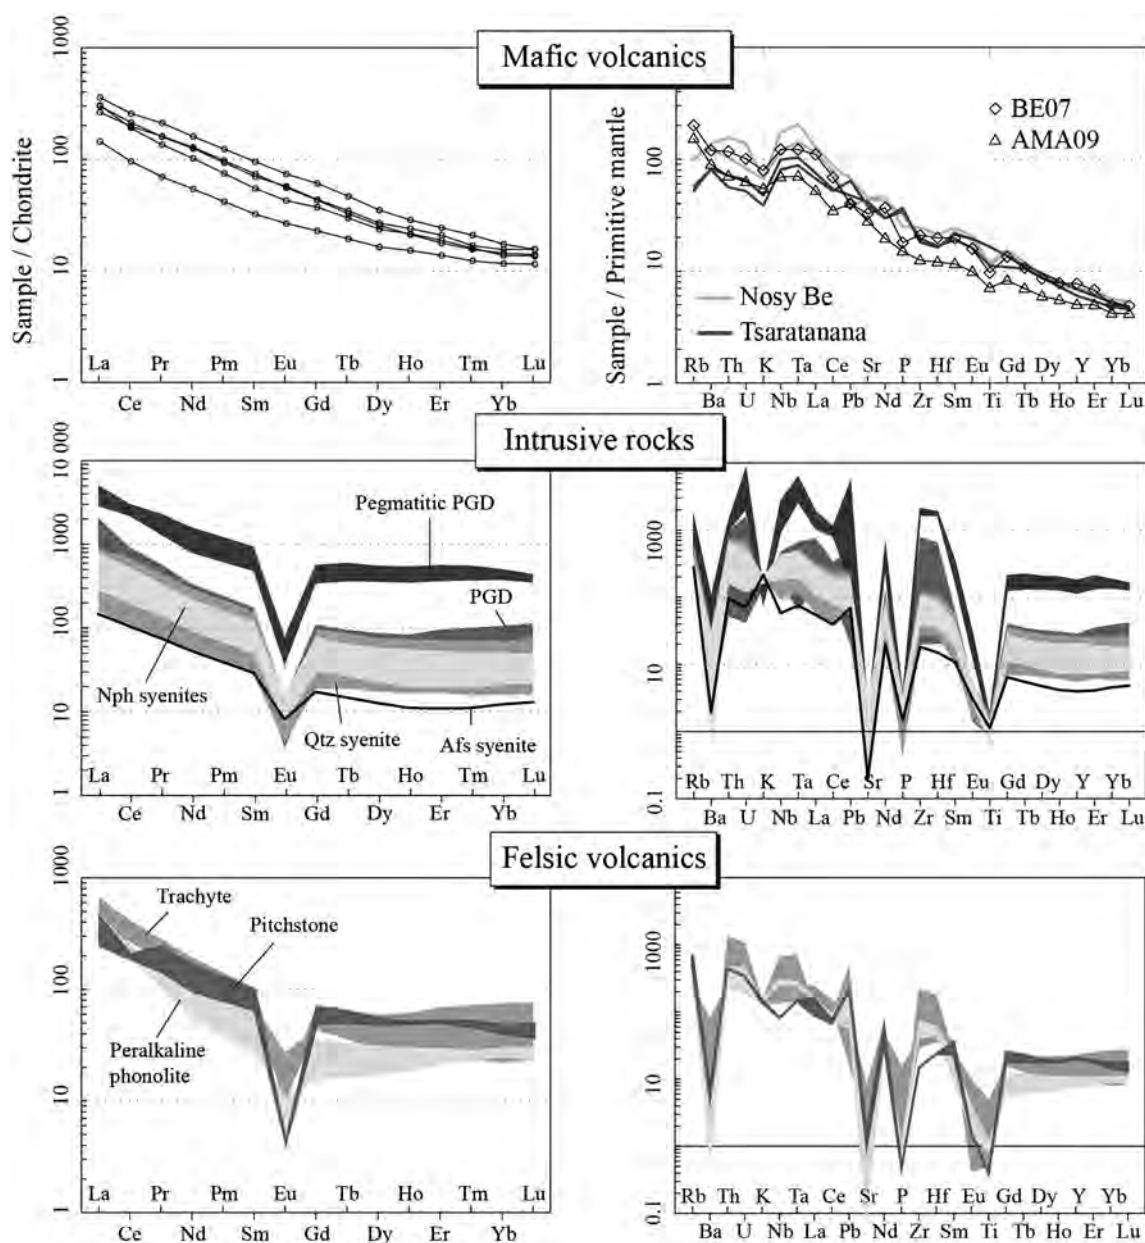 Mafic volcanics
Sample / Chondrite
1000
100
10
1
La Pr Pm Eu Tb Ho Tm Lu
Ce Nd Sm Gd Dy Er Yb
Sample / Primitive mantle
100
10
1
BE07
AMA09
Nosy Be
Tsaratanana
Rb Th K Ta Ce Sr P Hf Eu Gd Dy Y Yb
Ba U Nb La Pb Nd Zr Sm Ti Tb Ho Er Lu
Intrusive rocks
10 000
1000
100
10
1
Pegmatitic PGD
PGD
Nph syenites
Qtz syenite
Afs syenite
La Pr Pm Eu Tb Ho Tm Lu
Ce Nd Sm Gd Dy Er Yb
1000
10
0.1
Rb Th K Ta Ce Sr P Hf Eu Gd Dy Y Yb
Ba U Nb La Pb Nd Zr Sm Ti Tb Ho Er Lu
Felsic volcanics
1000
100
10
1
Trachyte
Pitchstone
Peralkaline
phonolite
La Pr Pm Eu Tb Ho Tm Lu
Ce Nd Sm Gd Dy Er Yb
1000
10
0.1
Rb Th K Ta Ce Sr P Hf Eu Gd Dy Y Yb
Ba U Nb La Pb Nd Zr Sm Ti Tb Ho Er Lu